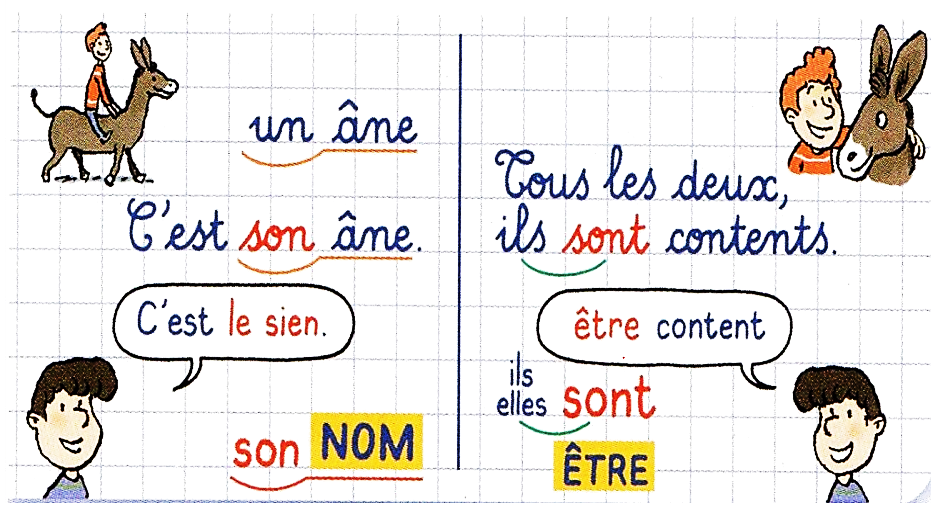 un âne
C'est son âne.
C'est le sien.
son NOM
Tous les deux,
ils sont contents.
être content
ils
elles sont
ÊTRE